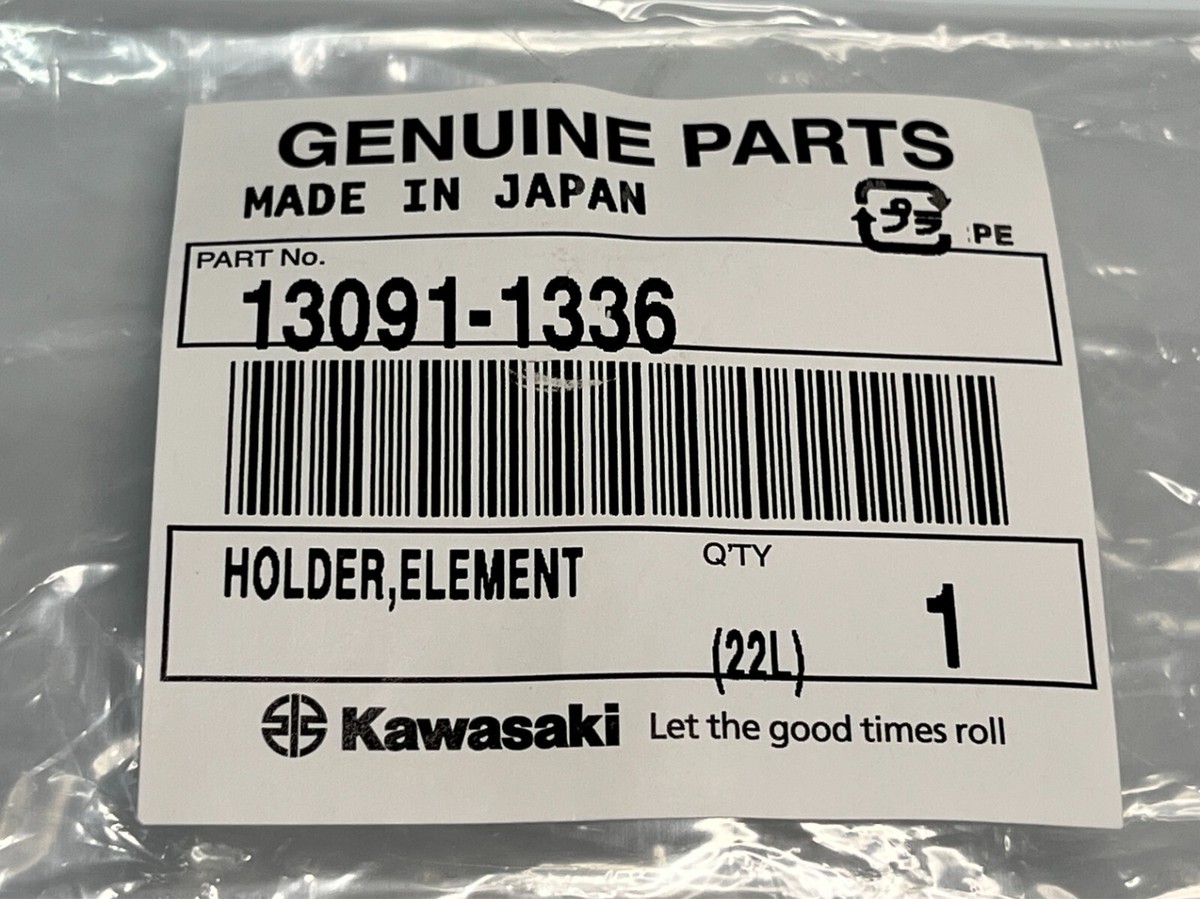 GENUINE PARTS
MADE IN JAPAN
プラ :PE
PART No.
13091-1336
HOLDER,ELEMENT
Q'TY
(22L)
1
Kawasaki Let the good times roll